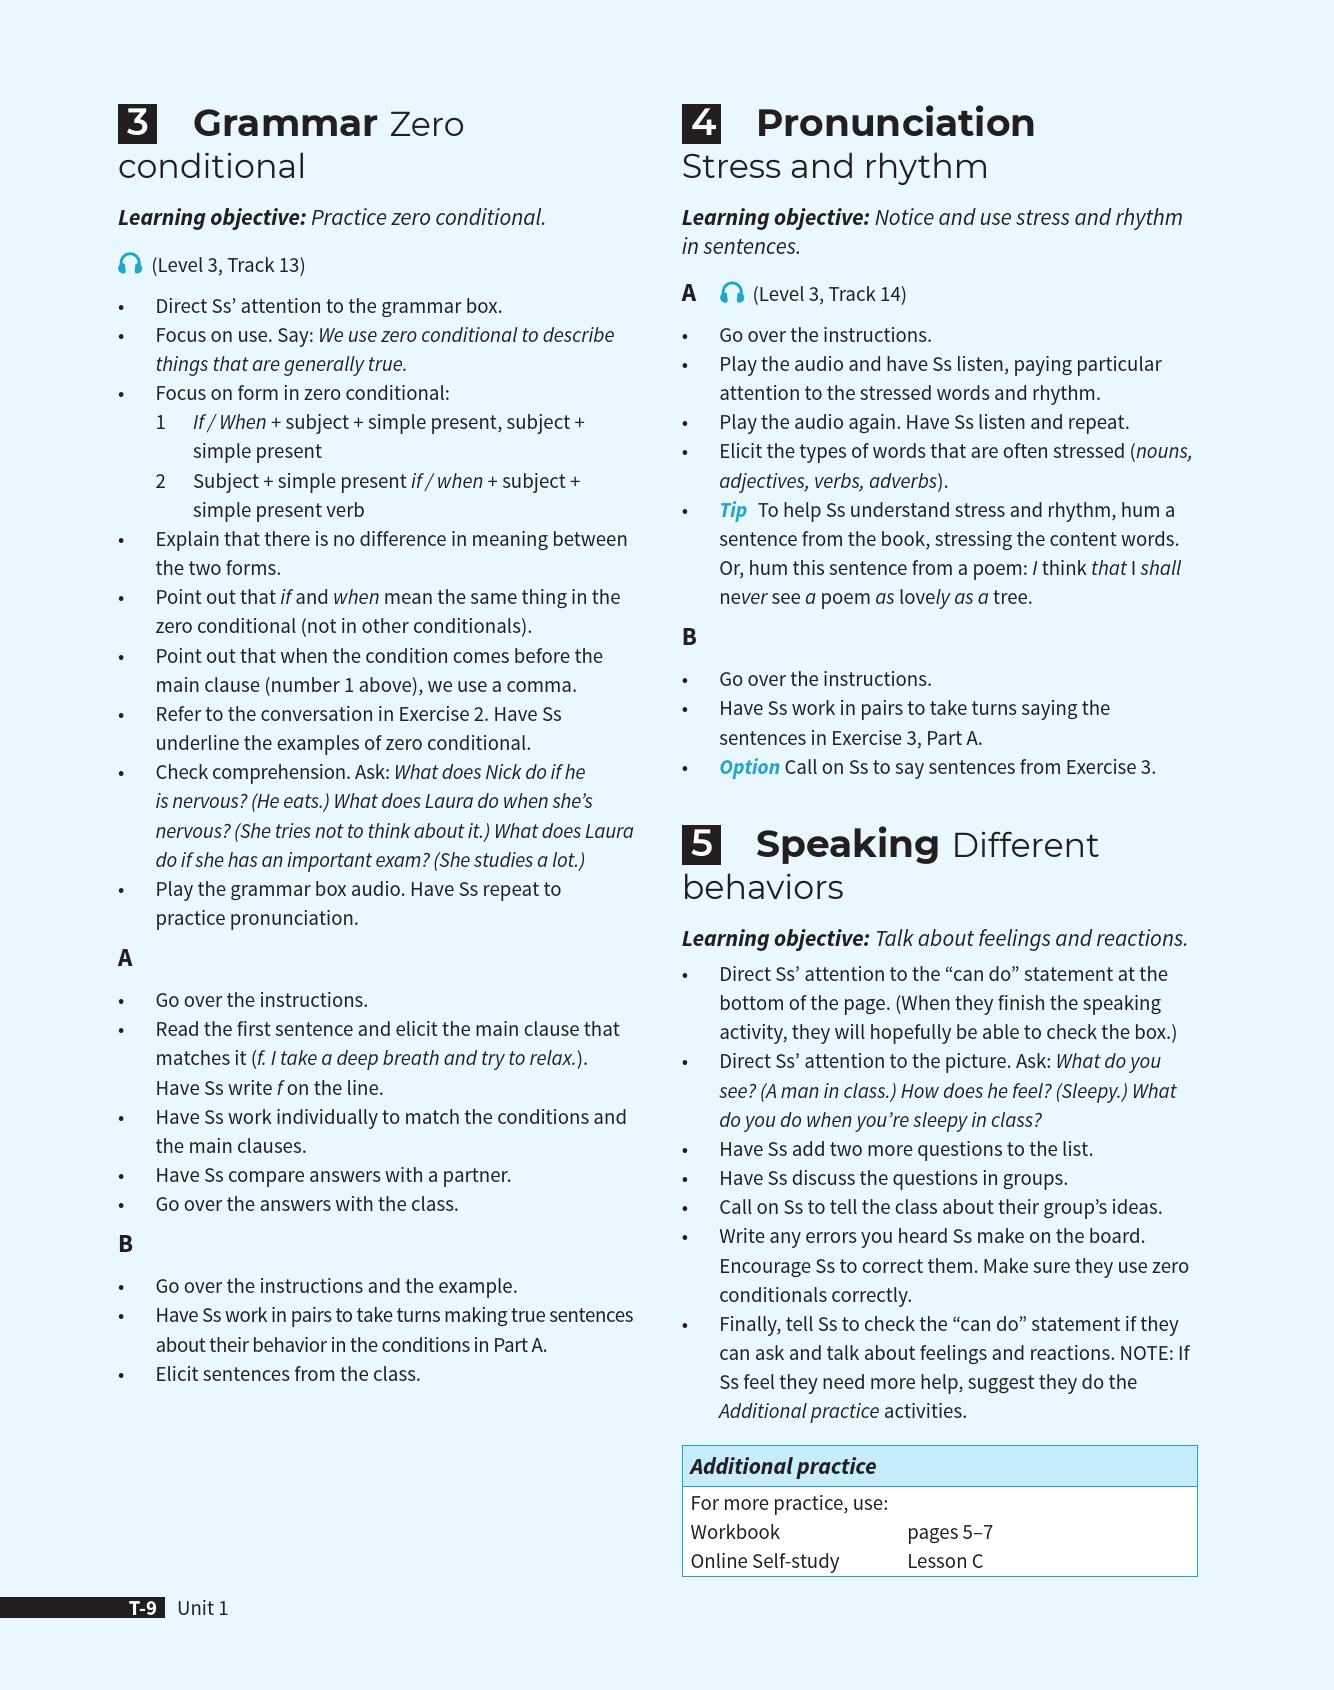 3 Grammar Zero
conditional
Learning objective: Practice zero conditional.
(Level 3, Track 13)
• Direct Ss’ attention to the grammar box.
• Focus on use. Say: We use zero conditional to describe
things that are generally true.
• Focus on form in zero conditional:
1 If / When + subject + simple present, subject +
simple present
2 Subject + simple present if / when + subject +
simple present verb
• Explain that there is no difference in meaning between
the two forms.
• Point out that if and when mean the same thing in the
zero conditional (not in other conditionals).
• Point out that when the condition comes before the
main clause (number 1 above), we use a comma.
• Refer to the conversation in Exercise 2. Have Ss
underline the examples of zero conditional.
• Check comprehension. Ask: What does Nick do if he
is nervous? (He eats.) What does Laura do when she’s
nervous? (She tries not to think about it.) What does Laura
do if she has an important exam? (She studies a lot.)
• Play the grammar box audio. Have Ss repeat to
practice pronunciation.
A
• Go over the instructions.
• Read the first sentence and elicit the main clause that
matches it (f. I take a deep breath and try to relax.).
Have Ss write f on the line.
• Have Ss work individually to match the conditions and
the main clauses.
• Have Ss compare answers with a partner.
• Go over the answers with the class.
B
• Go over the instructions and the example.
• Have Ss work in pairs to take turns making true sentences
about their behavior in the conditions in Part A.
• Elicit sentences from the class.
4 Pronunciation
Stress and rhythm
Learning objective: Notice and use stress and rhythm
in sentences.
A (Level 3, Track 14)
• Go over the instructions.
• Play the audio and have Ss listen, paying particular
attention to the stressed words and rhythm.
• Play the audio again. Have Ss listen and repeat.
• Elicit the types of words that are often stressed (nouns,
adjectives, verbs, adverbs).
• Tip To help Ss understand stress and rhythm, hum a
sentence from the book, stressing the content words.
Or, hum this sentence from a poem: I think that I shall
never see a poem as lovely as a tree.
B
• Go over the instructions.
• Have Ss work in pairs to take turns saying the
sentences in Exercise 3, Part A.
• Option Call on Ss to say sentences from Exercise 3.
5 Speaking Different
behaviors
Learning objective: Talk about feelings and reactions.
• Direct Ss’ attention to the “can do” statement at the
bottom of the page. (When they finish the speaking
activity, they will hopefully be able to check the box.)
• Direct Ss’ attention to the picture. Ask: What do you
see? (A man in class.) How does he feel? (Sleepy.) What
do you do when you’re sleepy in class?
• Have Ss add two more questions to the list.
• Have Ss discuss the questions in groups.
• Call on Ss to tell the class about their group’s ideas.
• Write any errors you heard Ss make on the board.
Encourage Ss to correct them. Make sure they use zero
conditionals correctly.
• Finally, tell Ss to check the “can do” statement if they
can ask and talk about feelings and reactions. NOTE: If
Ss feel they need more help, suggest they do the
Additional practice activities.
Additional practice
For more practice, use:
Workbook pages 5–7
Online Self-study Lesson C
T-9 Unit 1